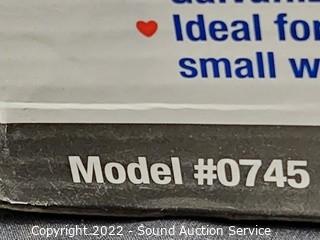 Ideal for
small w
Model #0745
Copyright 2022 - Sound Auction Service